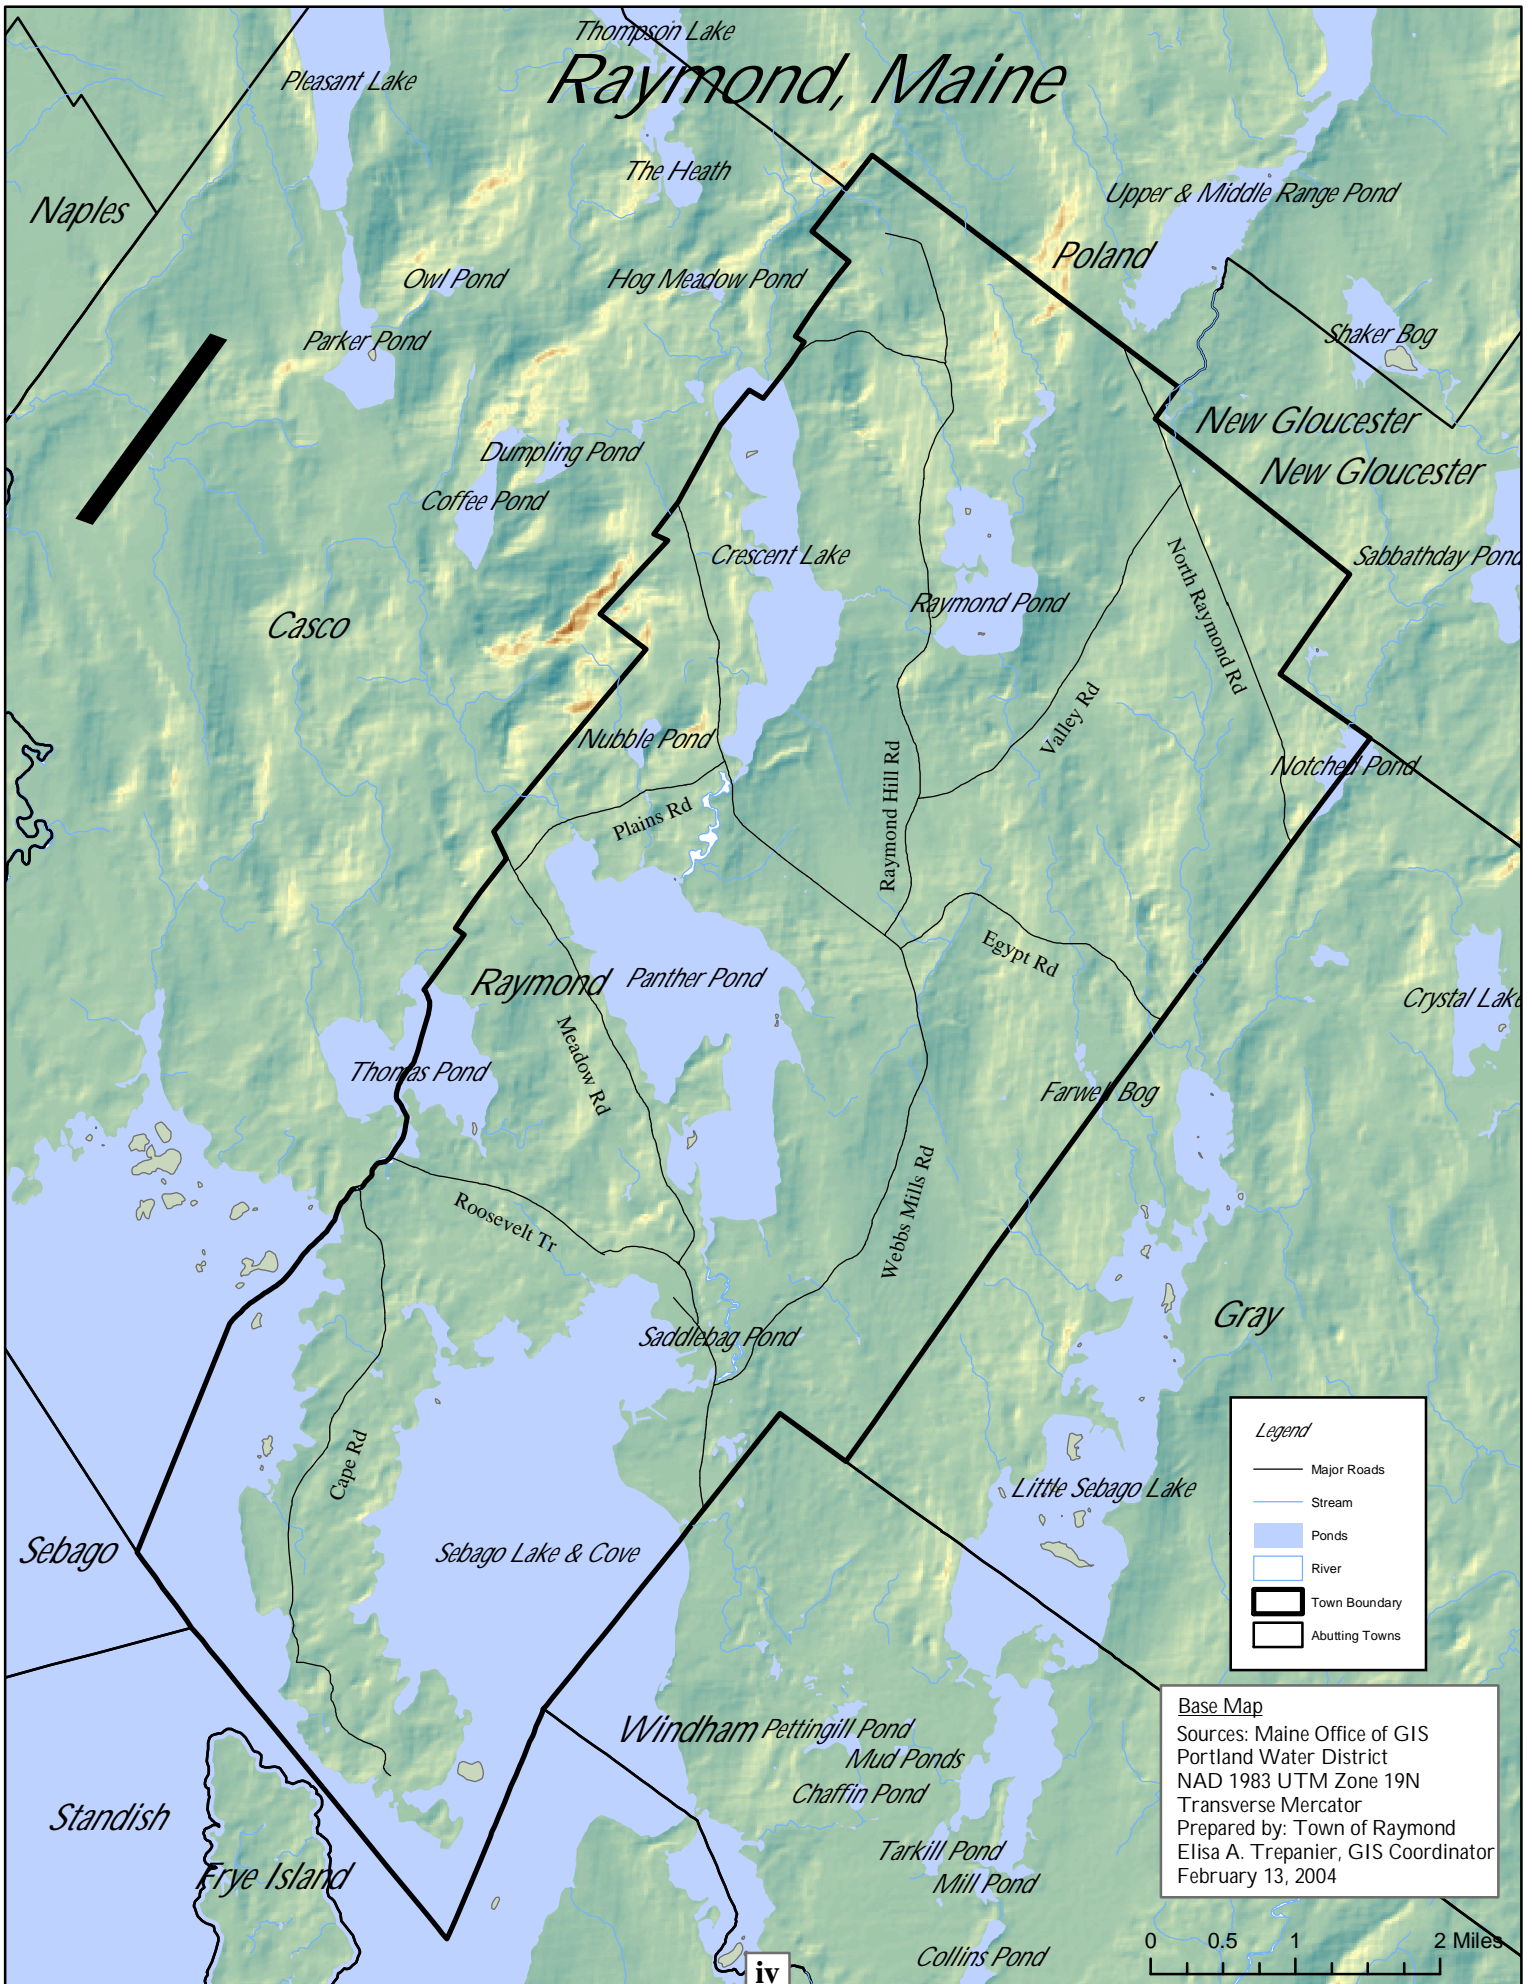 Thompson Lake
Raymond, Maine
Pleasant Lake
The Heath
Upper & Middle Range Pond
Naples
Poland
Owl Pond
Hog Meadow Pond
Parker Pond
Shaker Bog
New Gloucester
Dumpling Pond
New Gloucester
Coffee Pond
Crescent Lake
Sabbathday Pond
North Raymond Rd
Raymond Pond
Casco
Valley Rd
Nubble Pond
Notched Pond
Plains Rd
Raymond Hill Rd
Egypt Rd
Raymond
Panther Pond
Crystal Lake
Meadow Rd
Thomas Pond
Farwell Bog
Webbs Mills Rd
Roosevelt Tr
Saddlebag Pond
Gray
Cape Rd
Little Sebago Lake
Sebago
Sebago Lake & Cove
Legend
Major Roads
Stream
Ponds
River
Town Boundary
Abutting Towns
Windham
Pettingill Pond
Mud Ponds
Chaffin Pond
Standish
Frye Island
Tarkill Pond
Mill Pond
Collins Pond
Base Map
Sources: Maine Office of GIS
Portland Water District
NAD 1983 UTM Zone 19N
Transverse Mercator
Prepared by: Town of Raymond
Elisa A. Trepanier, GIS Coordinator
February 13, 2004
0 0.5 1 2 Miles
iv